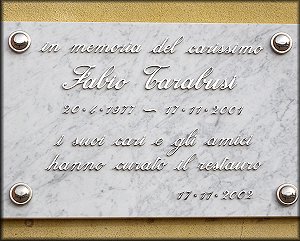 in memoria del carissimo
Fabio Tarabusi
20·4·1977 — 17·11·2001
i suoi cari e gli amici
hanno curato il restauro
17·11·2002